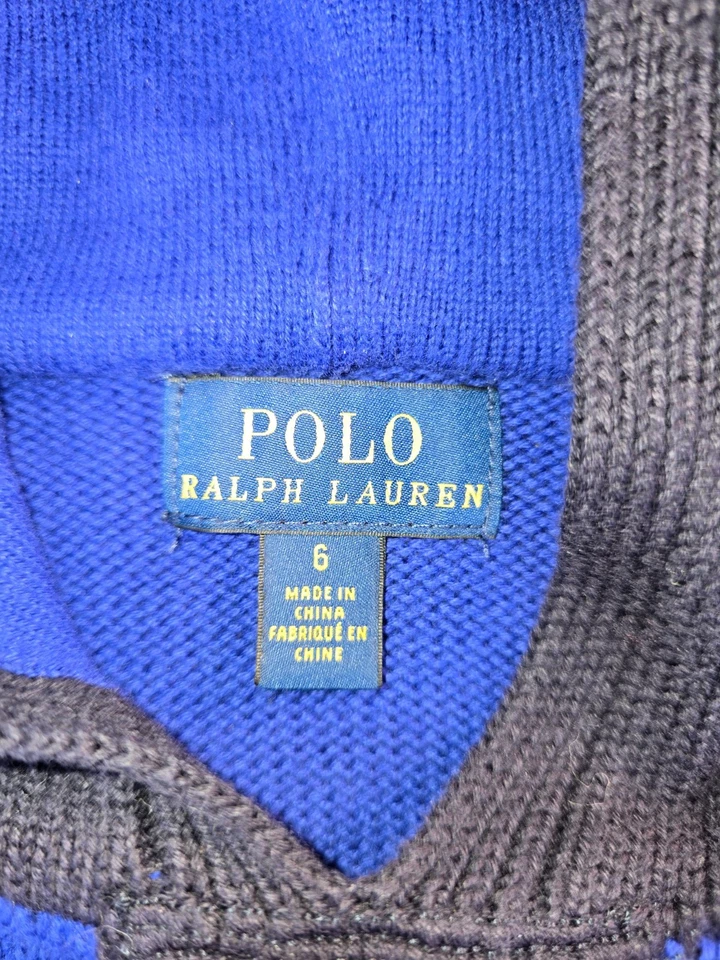 POLO
RALPH LAUREN
6
MADE IN
CHINA
FABRIQUÉ EN
CHINE